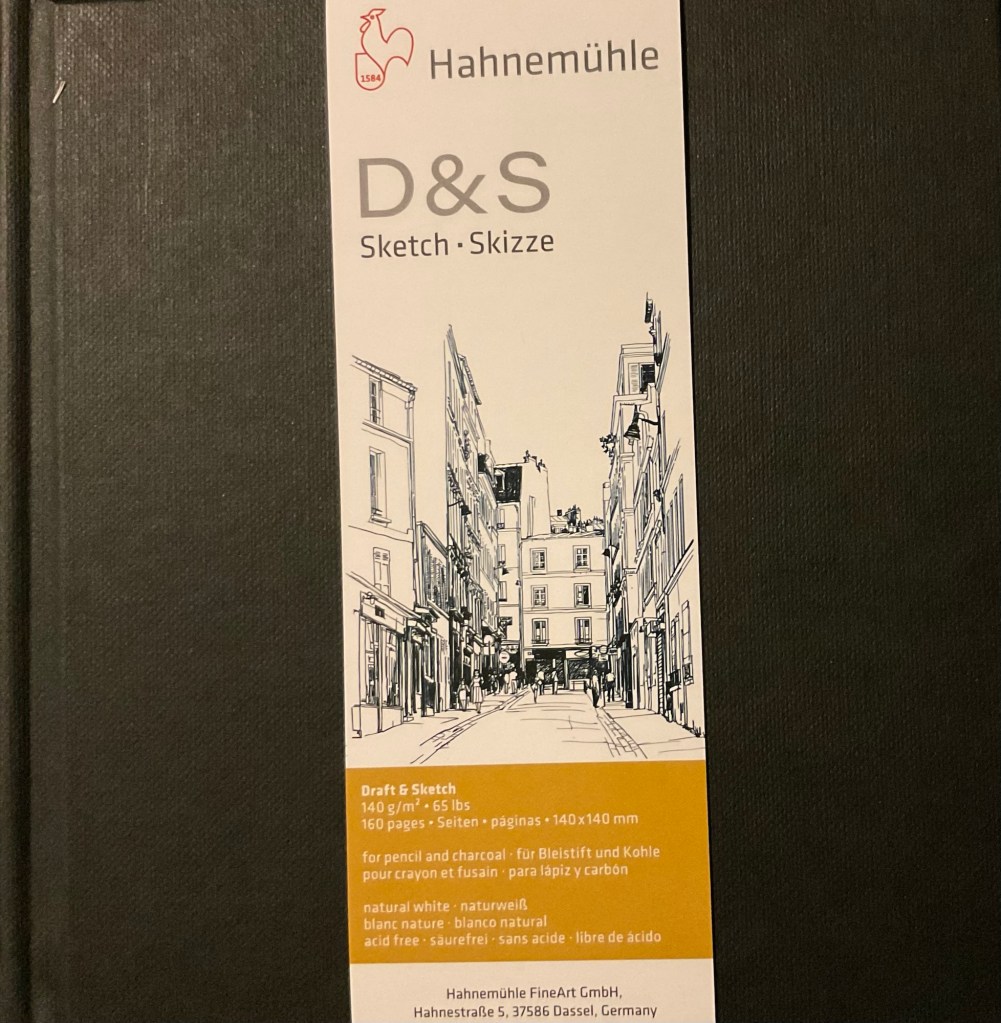 1584
Hahnemühle
D&S
Sketch · Skizze
Draft & Sketch
140 g/m² • 65 lbs
160 pages • Seiten • páginas • 140x140 mm
for pencil and charcoal · für Bleistift und Kohle
pour crayon et fusain · para lápiz y carbón
natural white · naturweiß
blanc nature · blanco natural
acid free · säurefrei · sans acide · libre de ácido
Hahnemühle FineArt GmbH,
Hahnestraße 5, 37586 Dassel, Germany